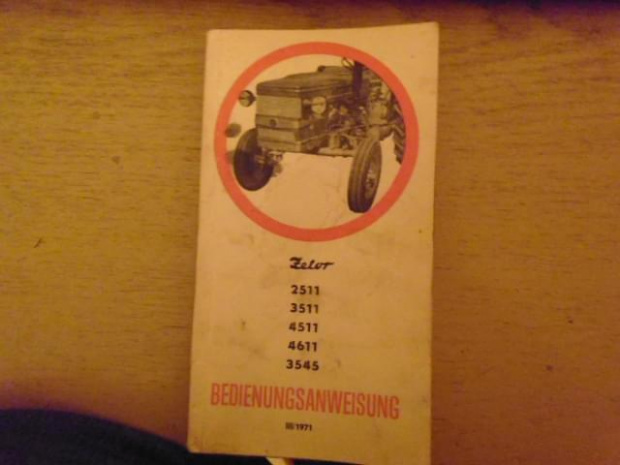 Zetor
2511
3511
4511
4611
3545
BEDIENUNGSANWEISUNG
III/1971